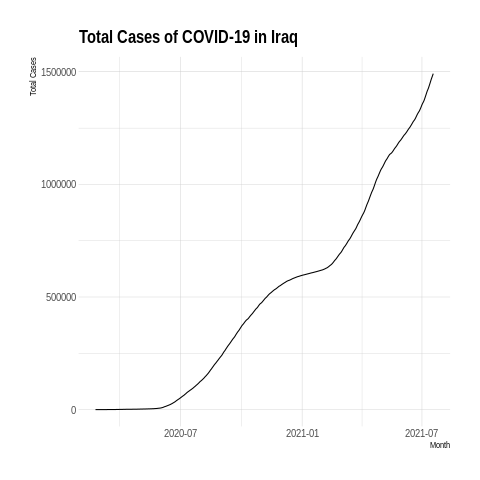 Total Cases of COVID-19 in Iraq
Total Cases
1500000
1000000
500000
0
2020-07 2021-01 2021-07
Month